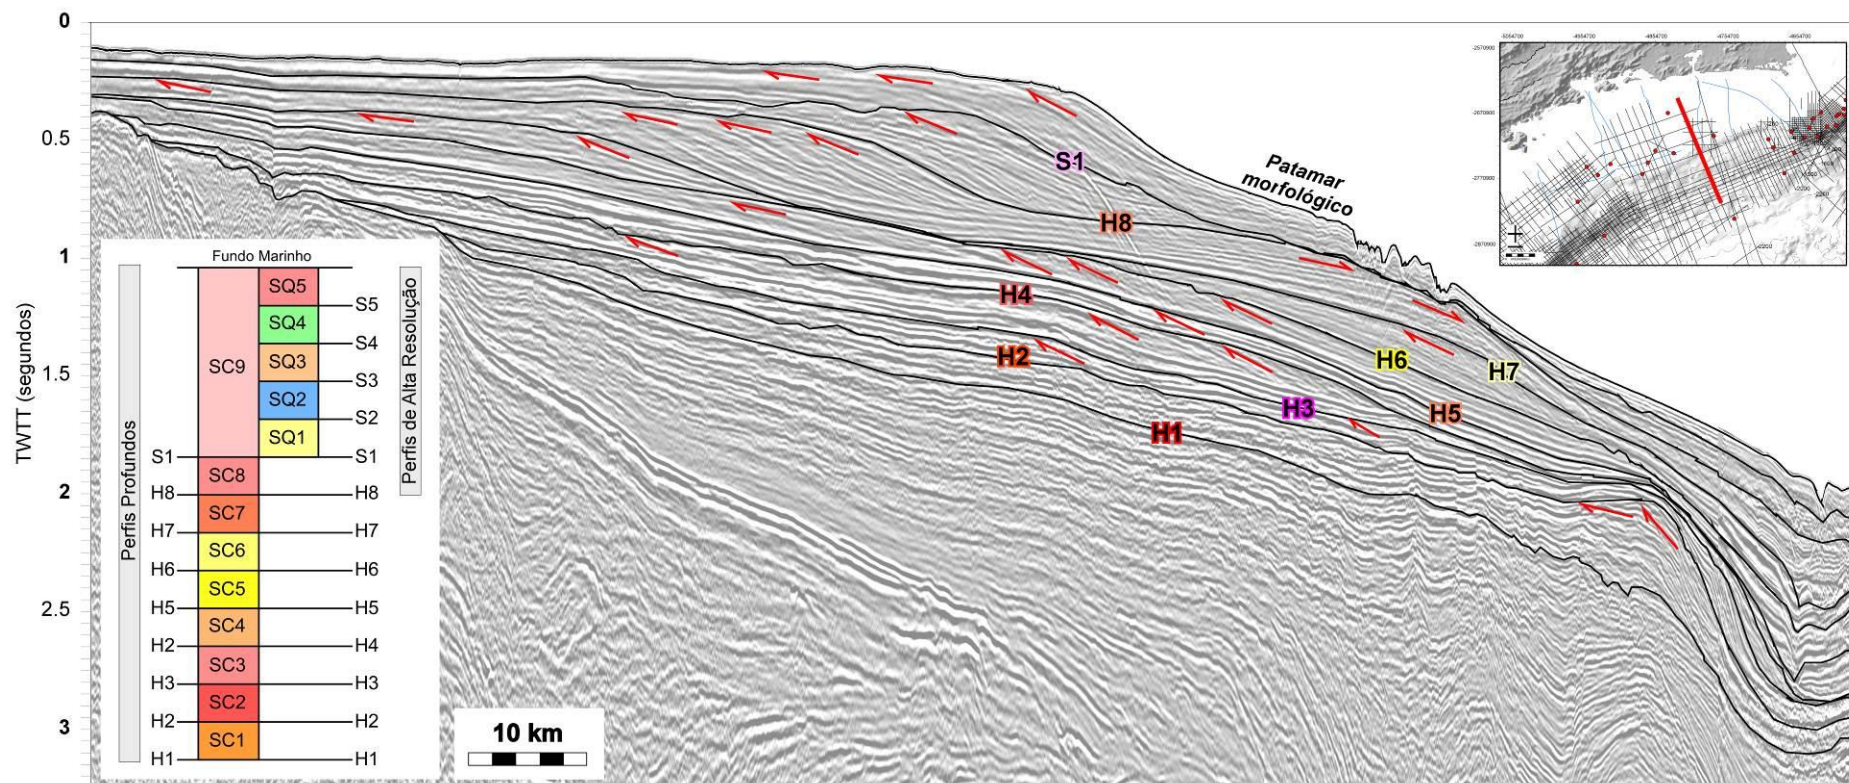 0
0.5
1
1.5
2
2.5
3
TWTT (segundos)
S1
H8
H4
H2
H6
H7
H3
H5
H1
Patamar
morfológico
Fundo Marinho
Perfis Profundos
Perfis de Alta Resolução
SC9
SQ5
S5
SQ4
S4
SQ3
S3
SQ2
S2
SQ1
S1 S1
SC8
H8 H8
SC7
H7 H7
SC6
H6 H6
SC5
H5 H5
SC4
H2 H4
SC3
H3 H3
SC2
H2 H2
SC1
H1 H1
10 km